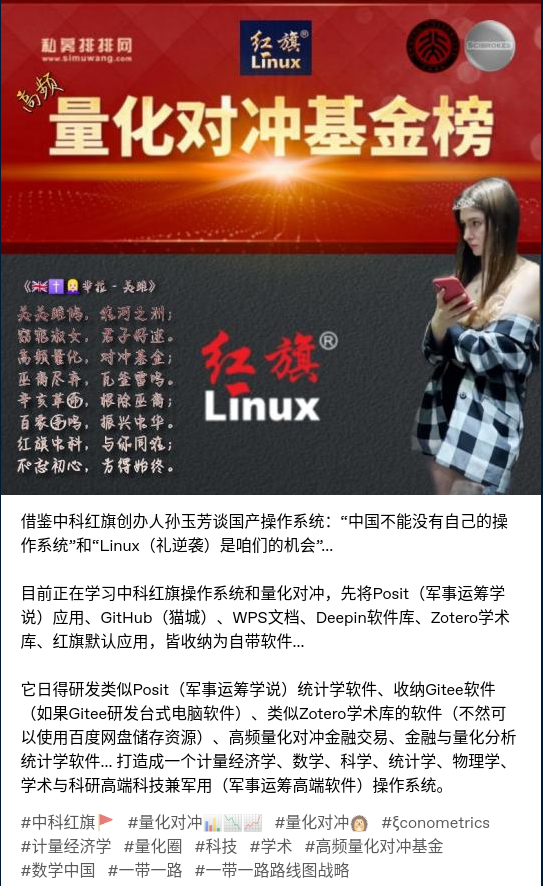 私募排排网
www.simuwang.com
红旗®
Linux
SCIBROKES
高频
量化对冲基金榜
《🇬🇧✝️👱‍♀️苇拉 - 关雎》
关关雎鸠,在河之洲;
窈窕淑女,君子好逑。
高频量化,对冲基金;
巫裔尽弃,瓦釜雷鸣。
辛亥革㊎,根除巫裔;
百家㊎鸣,振兴中华。
红旗中科,与你同在;
不忘初心,方得始终。
红旗®
Linux
借鉴中科红旗创办人孙玉芳谈国产操作系统：“中国不能没有自己的操
作系统”和“Linux（礼逆袭）是咱们的机会”...
目前正在学习中科红旗操作系统和量化对冲，先将Posit（军事运筹学
说）应用、GitHub（猫城）、WPS文档、Deepin软件库、Zotero学术
库、红旗默认应用，皆收纳为自带软件...
它日得研发类似Posit（军事运筹学说）统计学软件、收纳Gitee软件
（如果Gitee研发台式电脑软件）、类似Zotero学术库的软件（不然可
以使用百度网盘储存资源）、高频量化对冲金融交易、金融与量化分析
统计学软件... 打造成一个计量经济学、数学、科学、统计学、物理学、
学术与科研高端科技兼军用（军事运筹高端软件）操作系统。
#中科红旗🚩 #量化对冲📊📉📈 #量化对冲🦔 #ξconometrics
#计量经济学 #量化圈 #科技 #学术 #高频量化对冲基金
#数学中国 #一带一路 #一带一路路线图战略